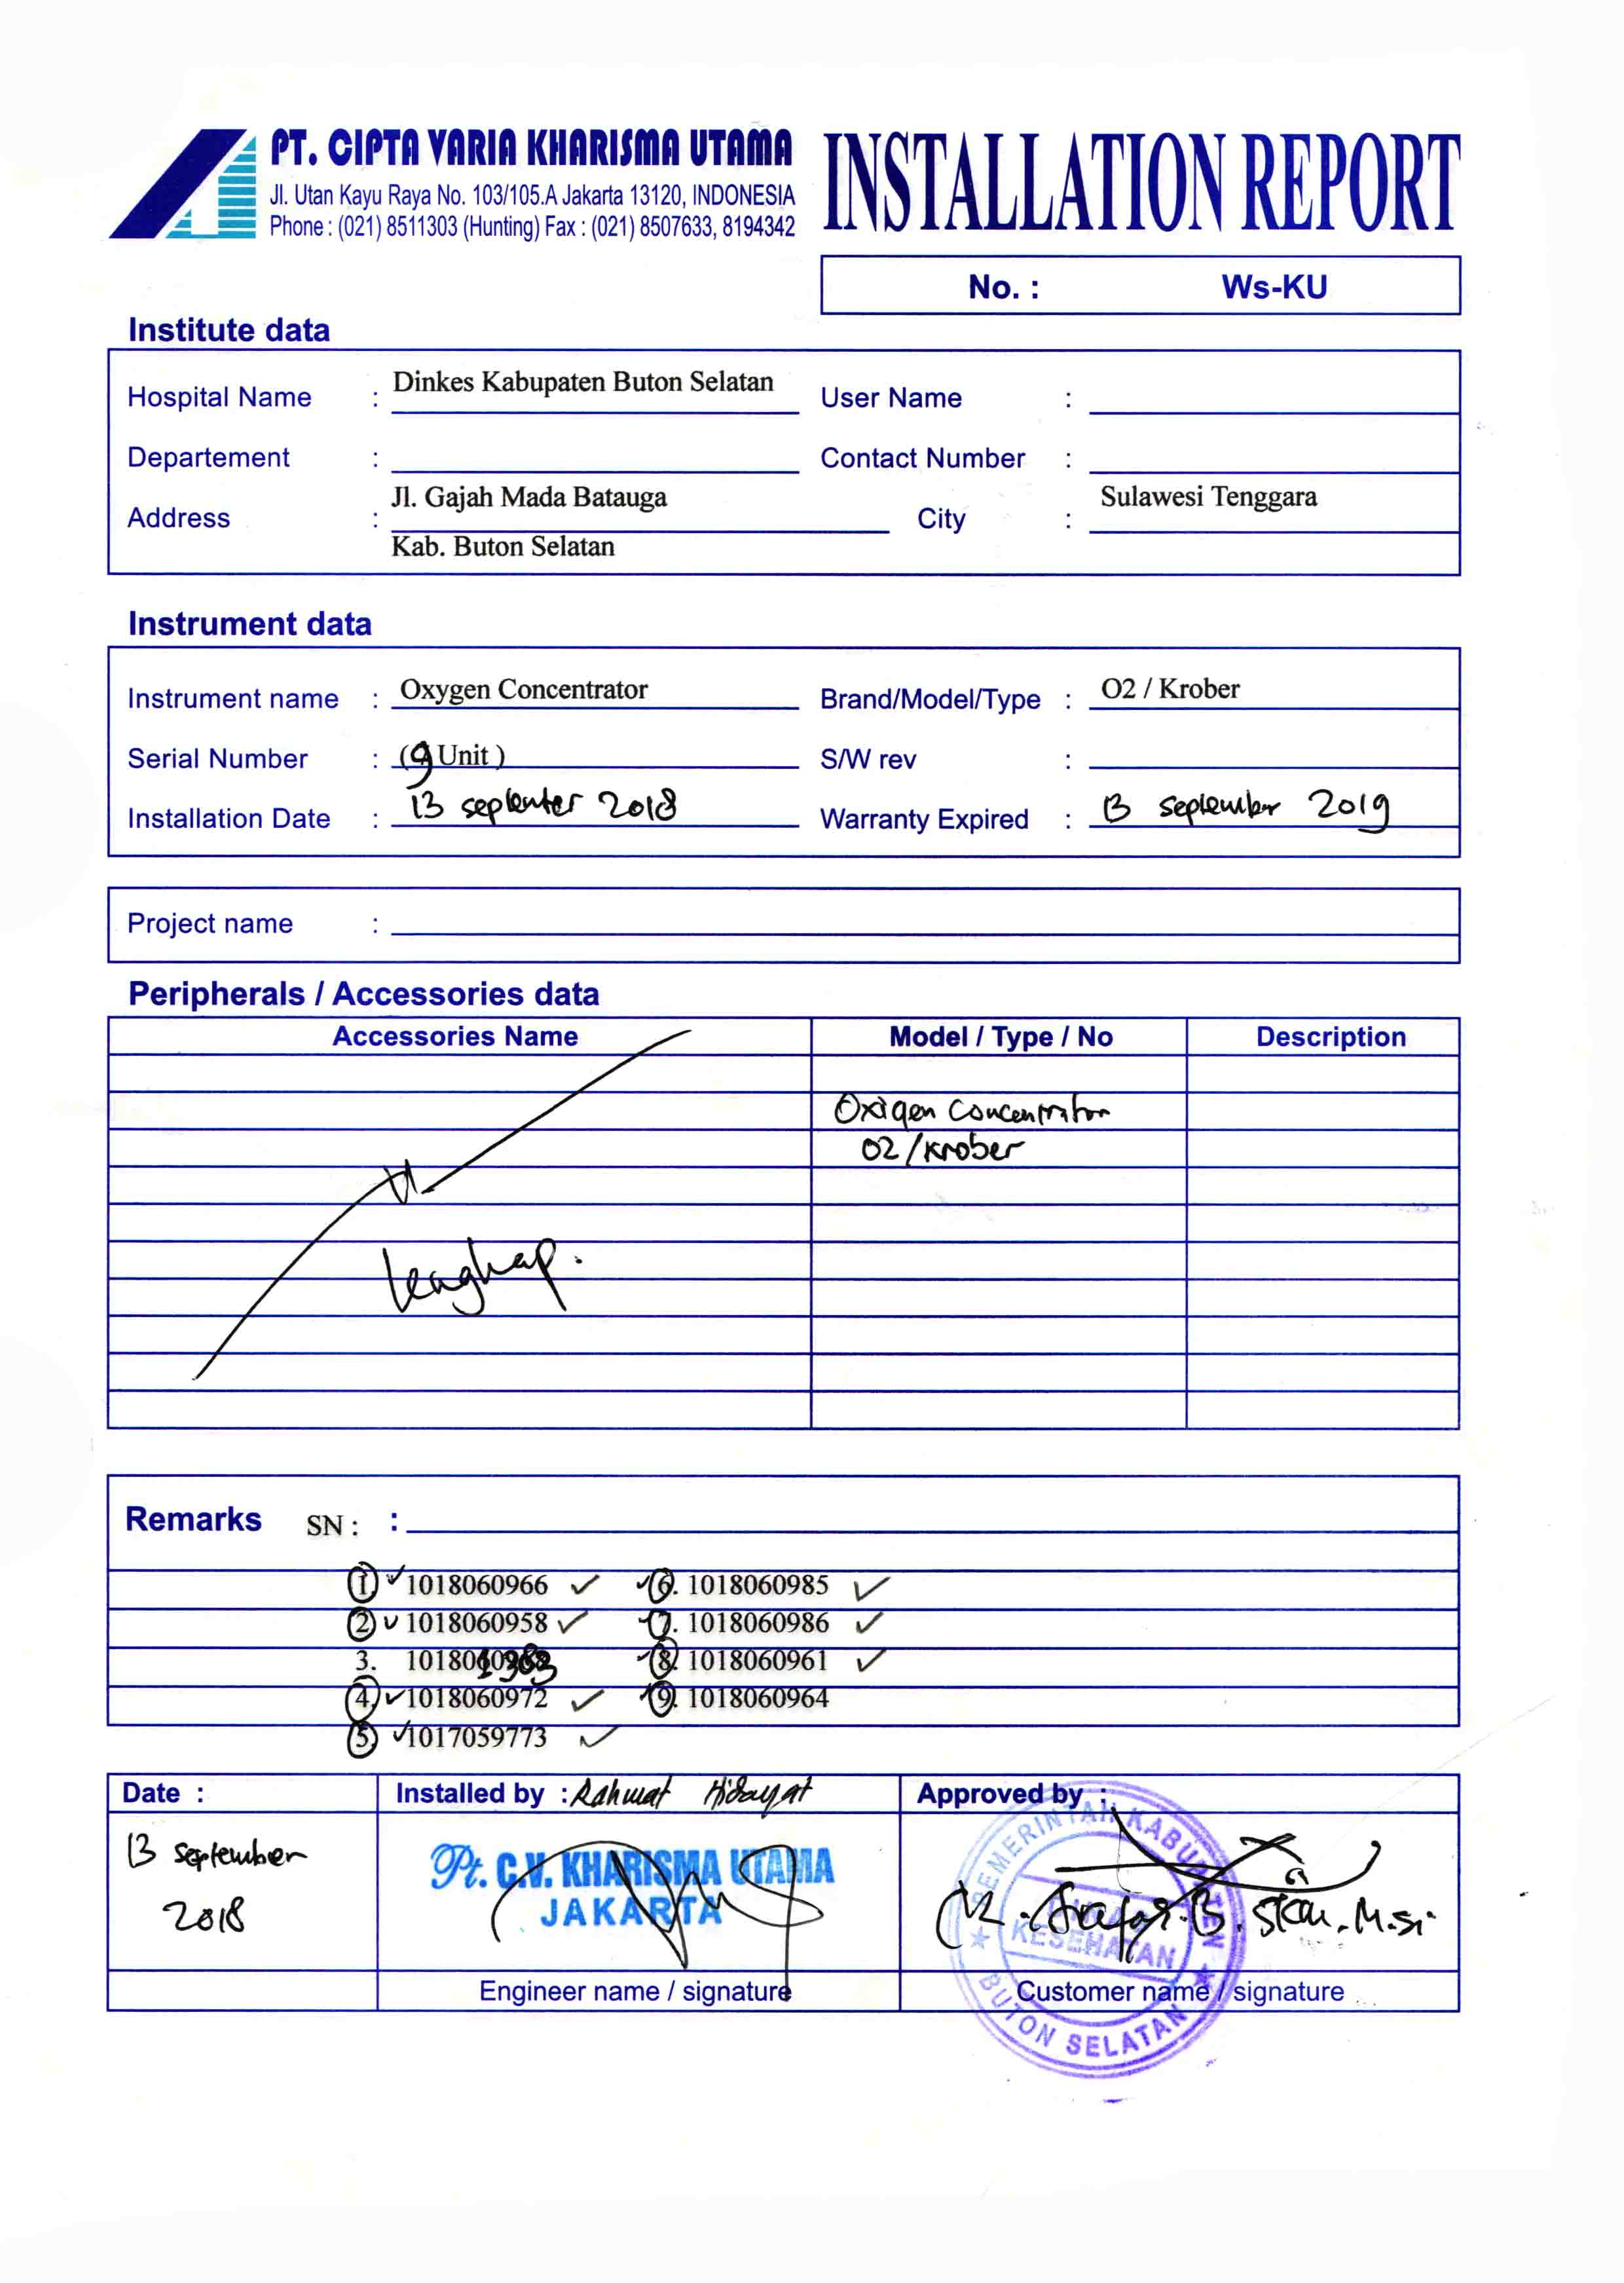 PT. CIPTA VARIA KHARISMA UTAMA
Jl. Utan Kayu Raya No. 103/105.A Jakarta 13120, INDONESIA
Phone : (021) 8511303 (Hunting) Fax : (021) 8507633, 8194342
INSTALLATION REPORT
No. : Ws-KU
Institute data
Hospital Name : Dinkes Kabupaten Buton Selatan User Name :
Departement : Contact Number :
Address : Jl. Gajah Mada Batauga City : Sulawesi Tenggara
Kab. Buton Selatan
Instrument data
Instrument name : Oxygen Concentrator Brand/Model/Type : O2 / Krober
Serial Number : (9 Unit ) S/W rev :
Installation Date : 13 september 2018 Warranty Expired : 13 september 2019
Project name :
Peripherals / Accessories data
Accessories Name Model / Type / No Description
Oxigen Concentrator
O2/Krober
lengkap.
Remarks SN : :
1. 1018060966 6. 1018060985
2. 1018060958 7. 1018060986
3. 8. 1018060961
4. 1018060972 9. 1018060964
5. 1017059773
Date : Installed by : Rahmat Hidayat Approved by :
13 september
2018
Pt. C.V. KHARISMA UTAMA
JAKARTA
PEMERINTAH KABUPATEN
DINAS
KESEHATAN
BUTON SELATAN
M.si
Engineer name / signature Customer name / signature